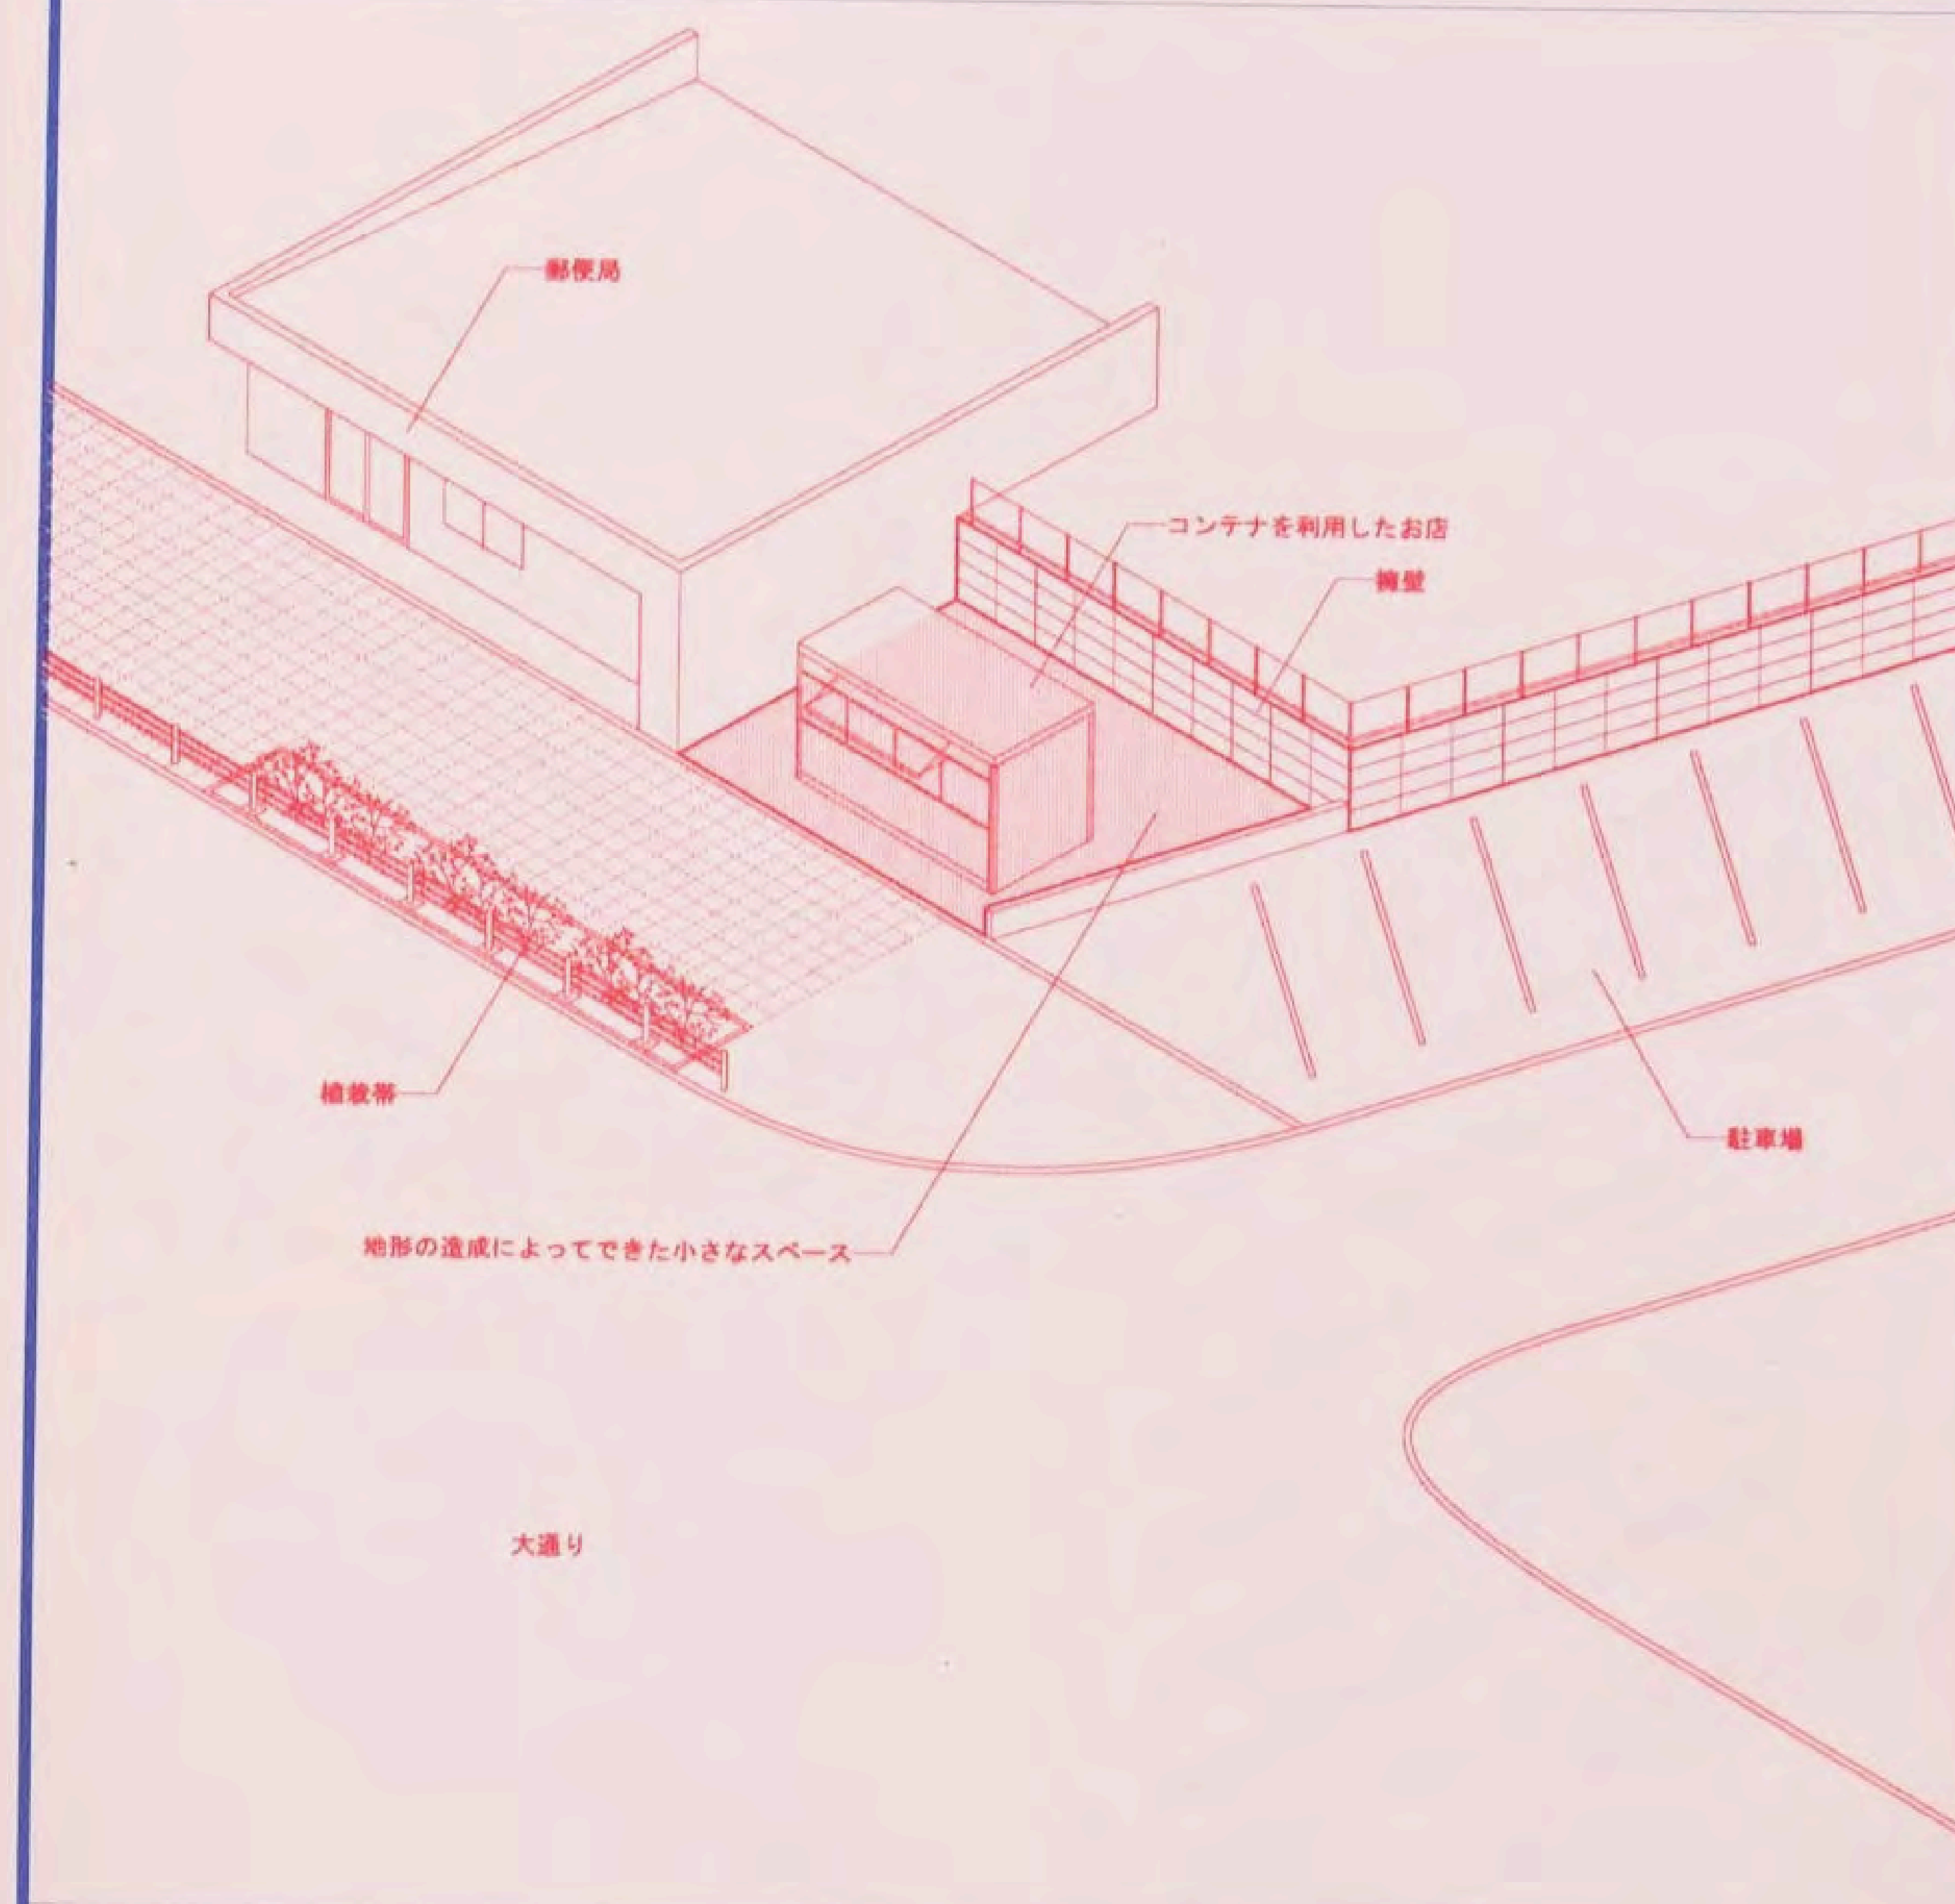 郵便局
コンテナを利用したお店
擁壁
植栽帯
駐車場
地形の造成によってできた小さなスペース
大通り